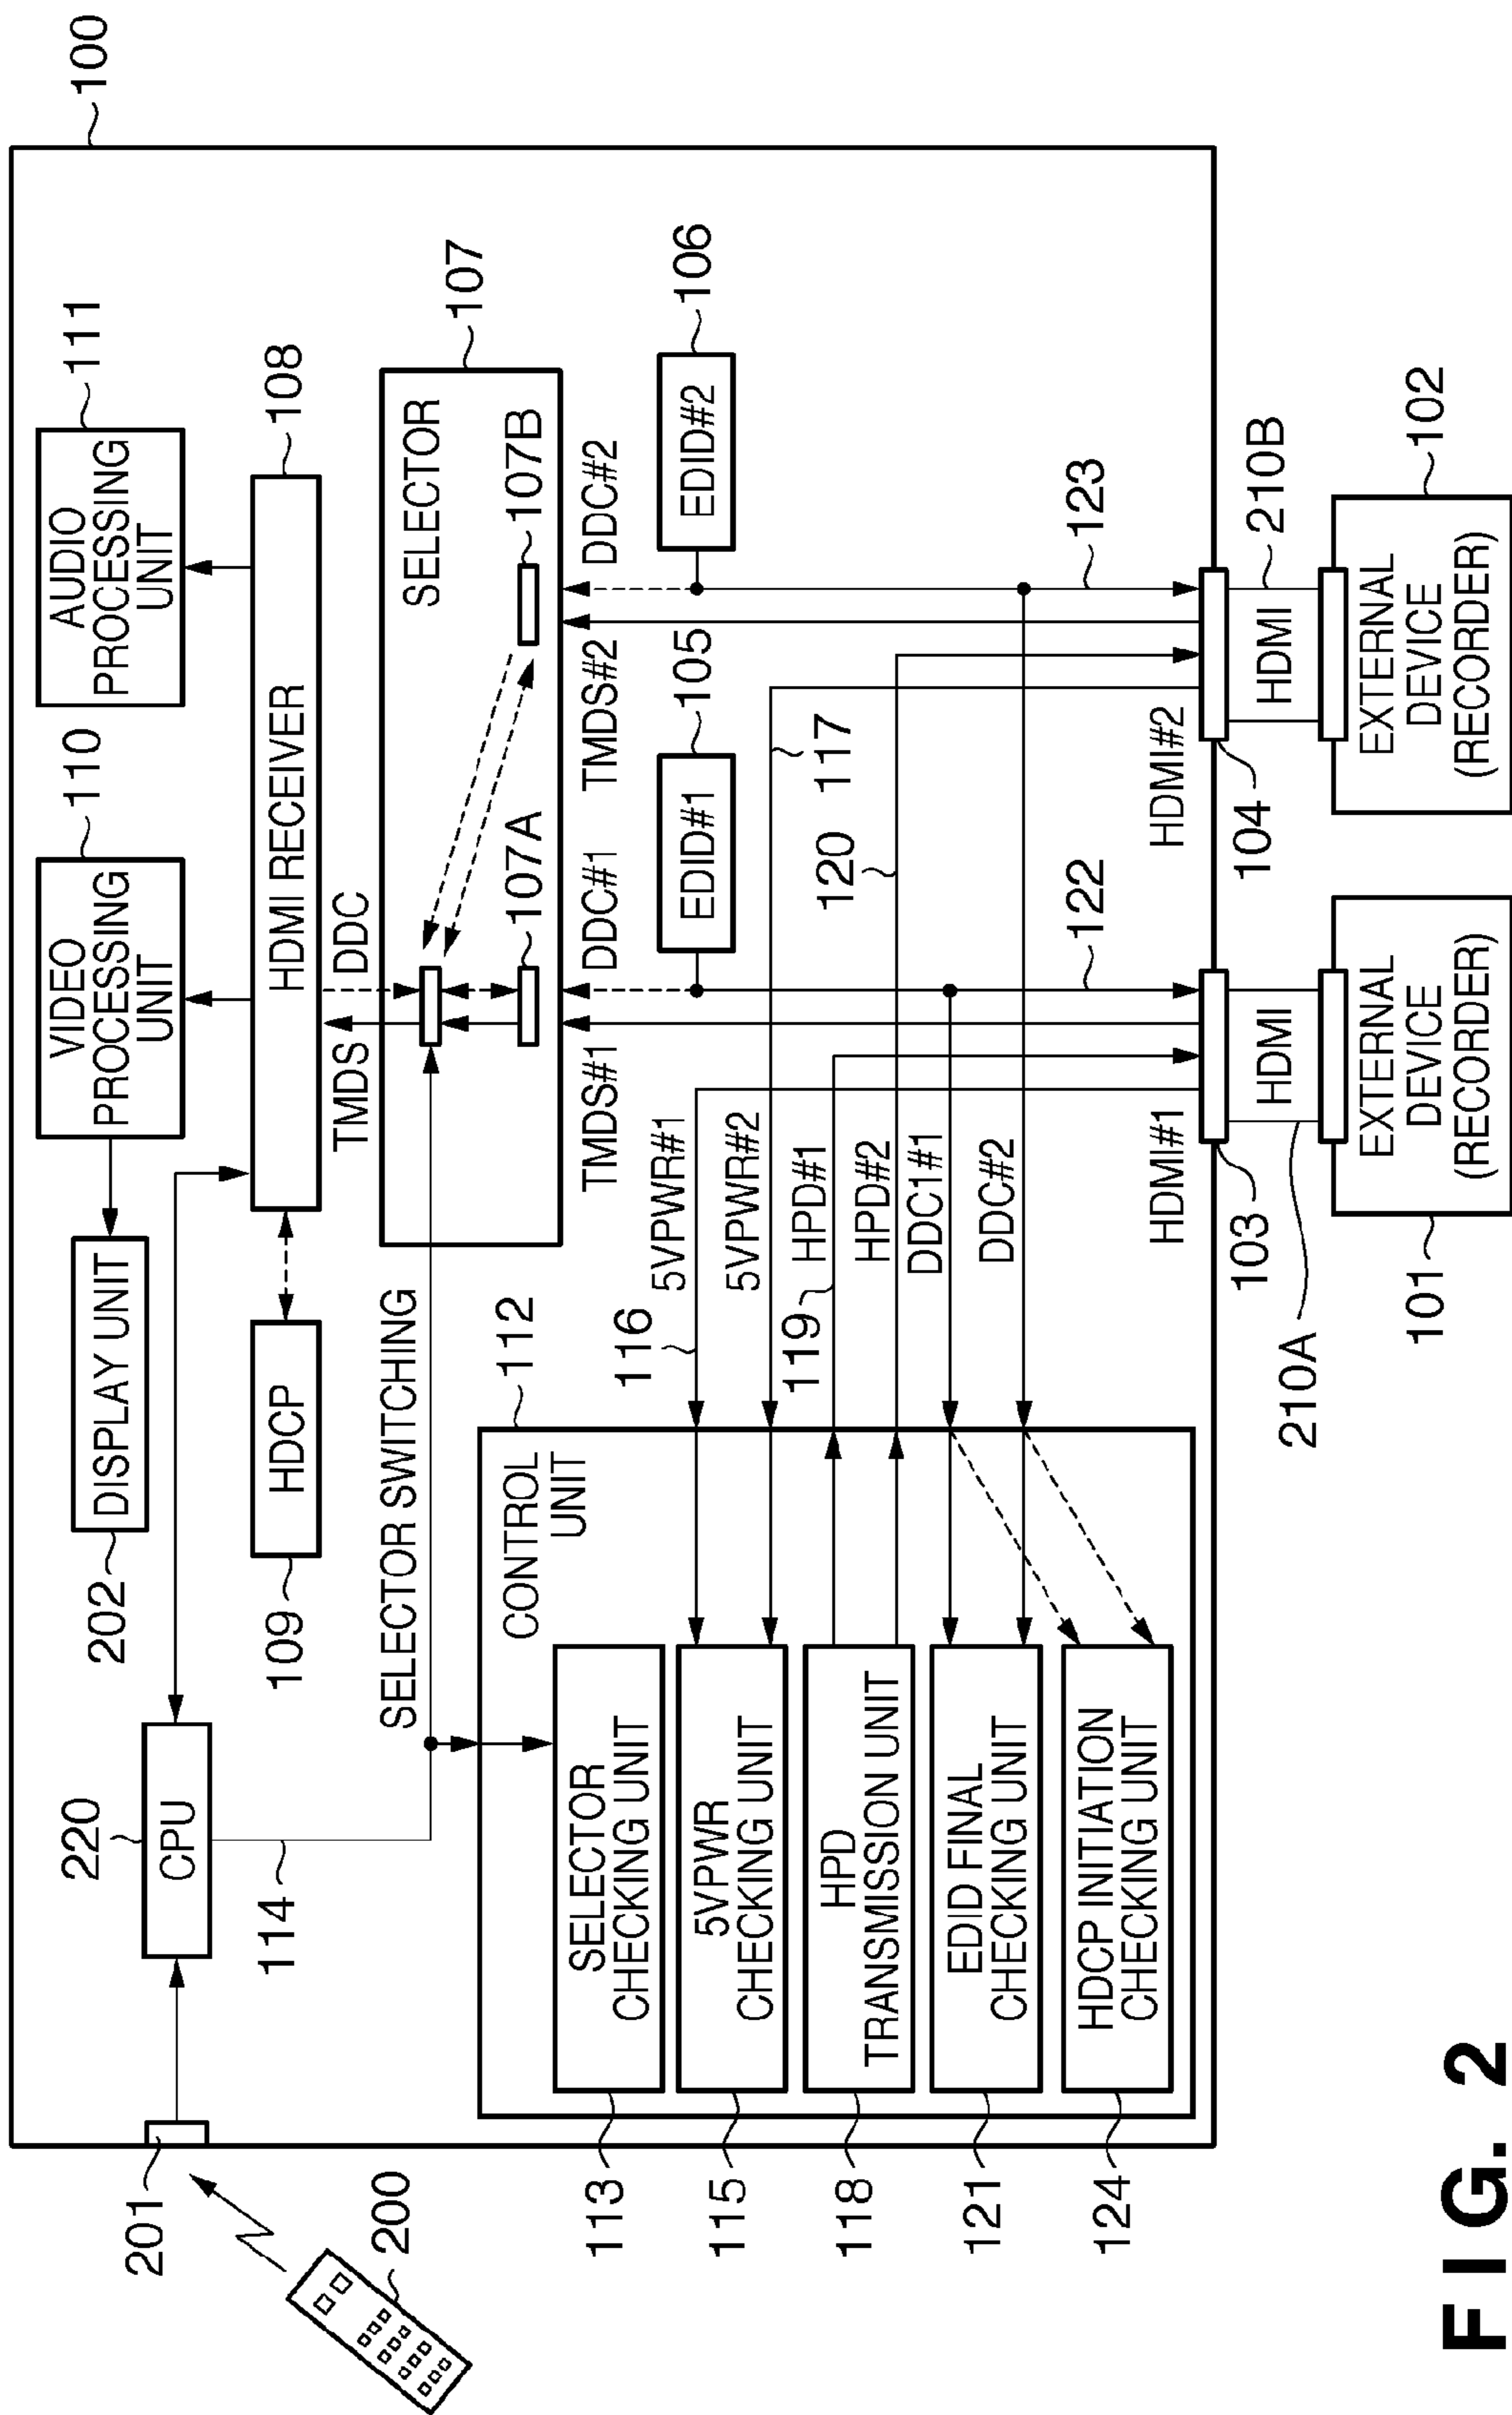 100
201
200
220
CPU
114
202
DISPLAY UNIT
VIDEO
PROCESSING
UNIT
110
AUDIO
PROCESSING
UNIT
111
109
HDCP
HDMI RECEIVER
108
TMDS
DDC
SELECTOR SWITCHING
SELECTOR
107
107A
107B
112
CONTROL
UNIT
TMDS#1
DDC#1
TMDS#2
DDC#2
113
SELECTOR
CHECKING UNIT
116
5VPWR#1
EDID#1
105
EDID#2
106
115
5VPWR
CHECKING UNIT
5VPWR#2
117
118
HPD
TRANSMISSION UNIT
119
HPD#1
120
HPD#2
121
EDID FINAL
CHECKING UNIT
DDC1#1
DDC#2
122
123
124
HDCP INITIATION
CHECKING UNIT
HDMI#1
HDMI#2
103
104
210A
HDMI
HDMI
210B
101
EXTERNAL
DEVICE
(RECORDER)
EXTERNAL
DEVICE
(RECORDER)
102
FIG. 2